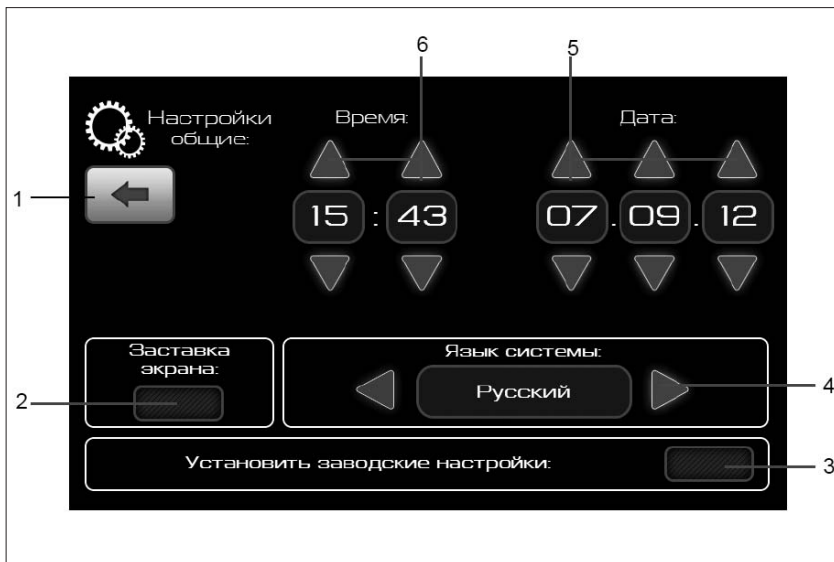 6 5
Настройки
общие:
Время: Дата:
1
15 : 43 07.09.12
Заставка
экрана:
2
Язык системы:
Русский
4
Установить заводские настройки:
3